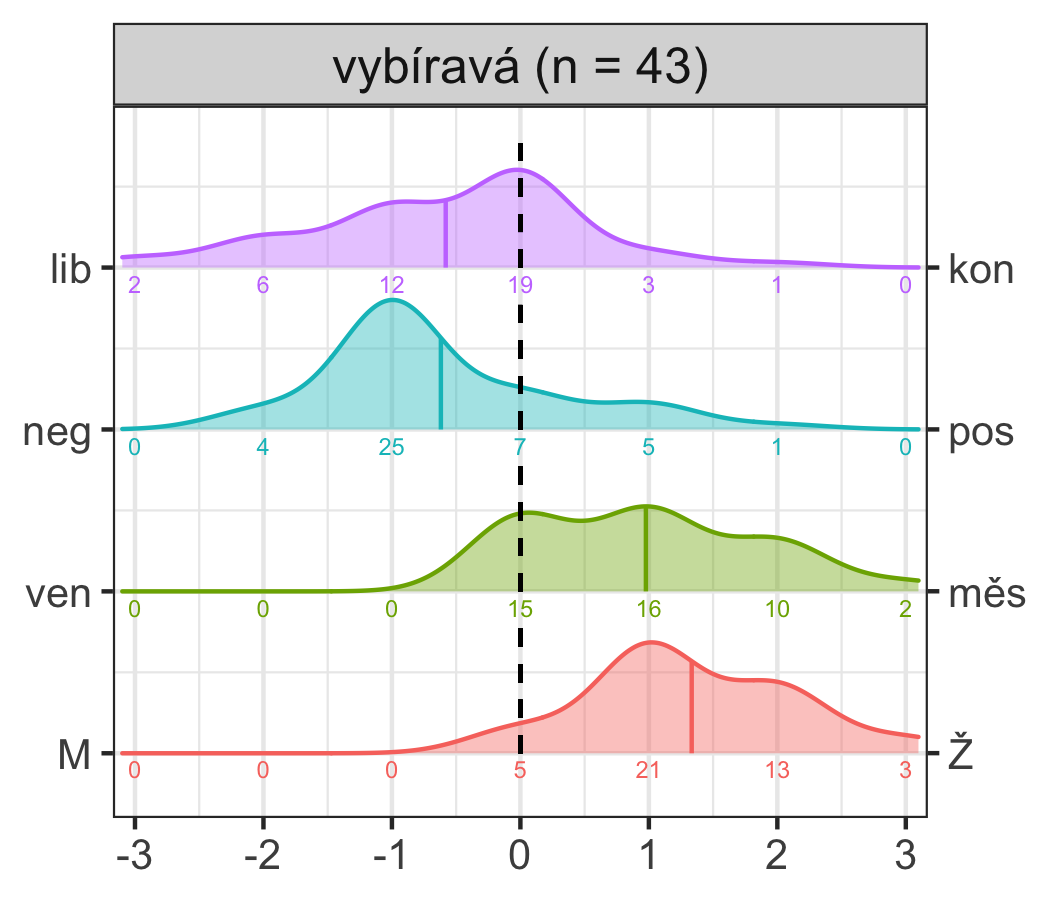 vybíravá (n = 43)
lib kon
2 6 12 19 3 1 0
neg pos
0 4 25 7 5 1 0
ven měs
0 0 0 15 16 10 2
M Ž
0 0 0 5 21 13 3
-3 -2 -1 0 1 2 3